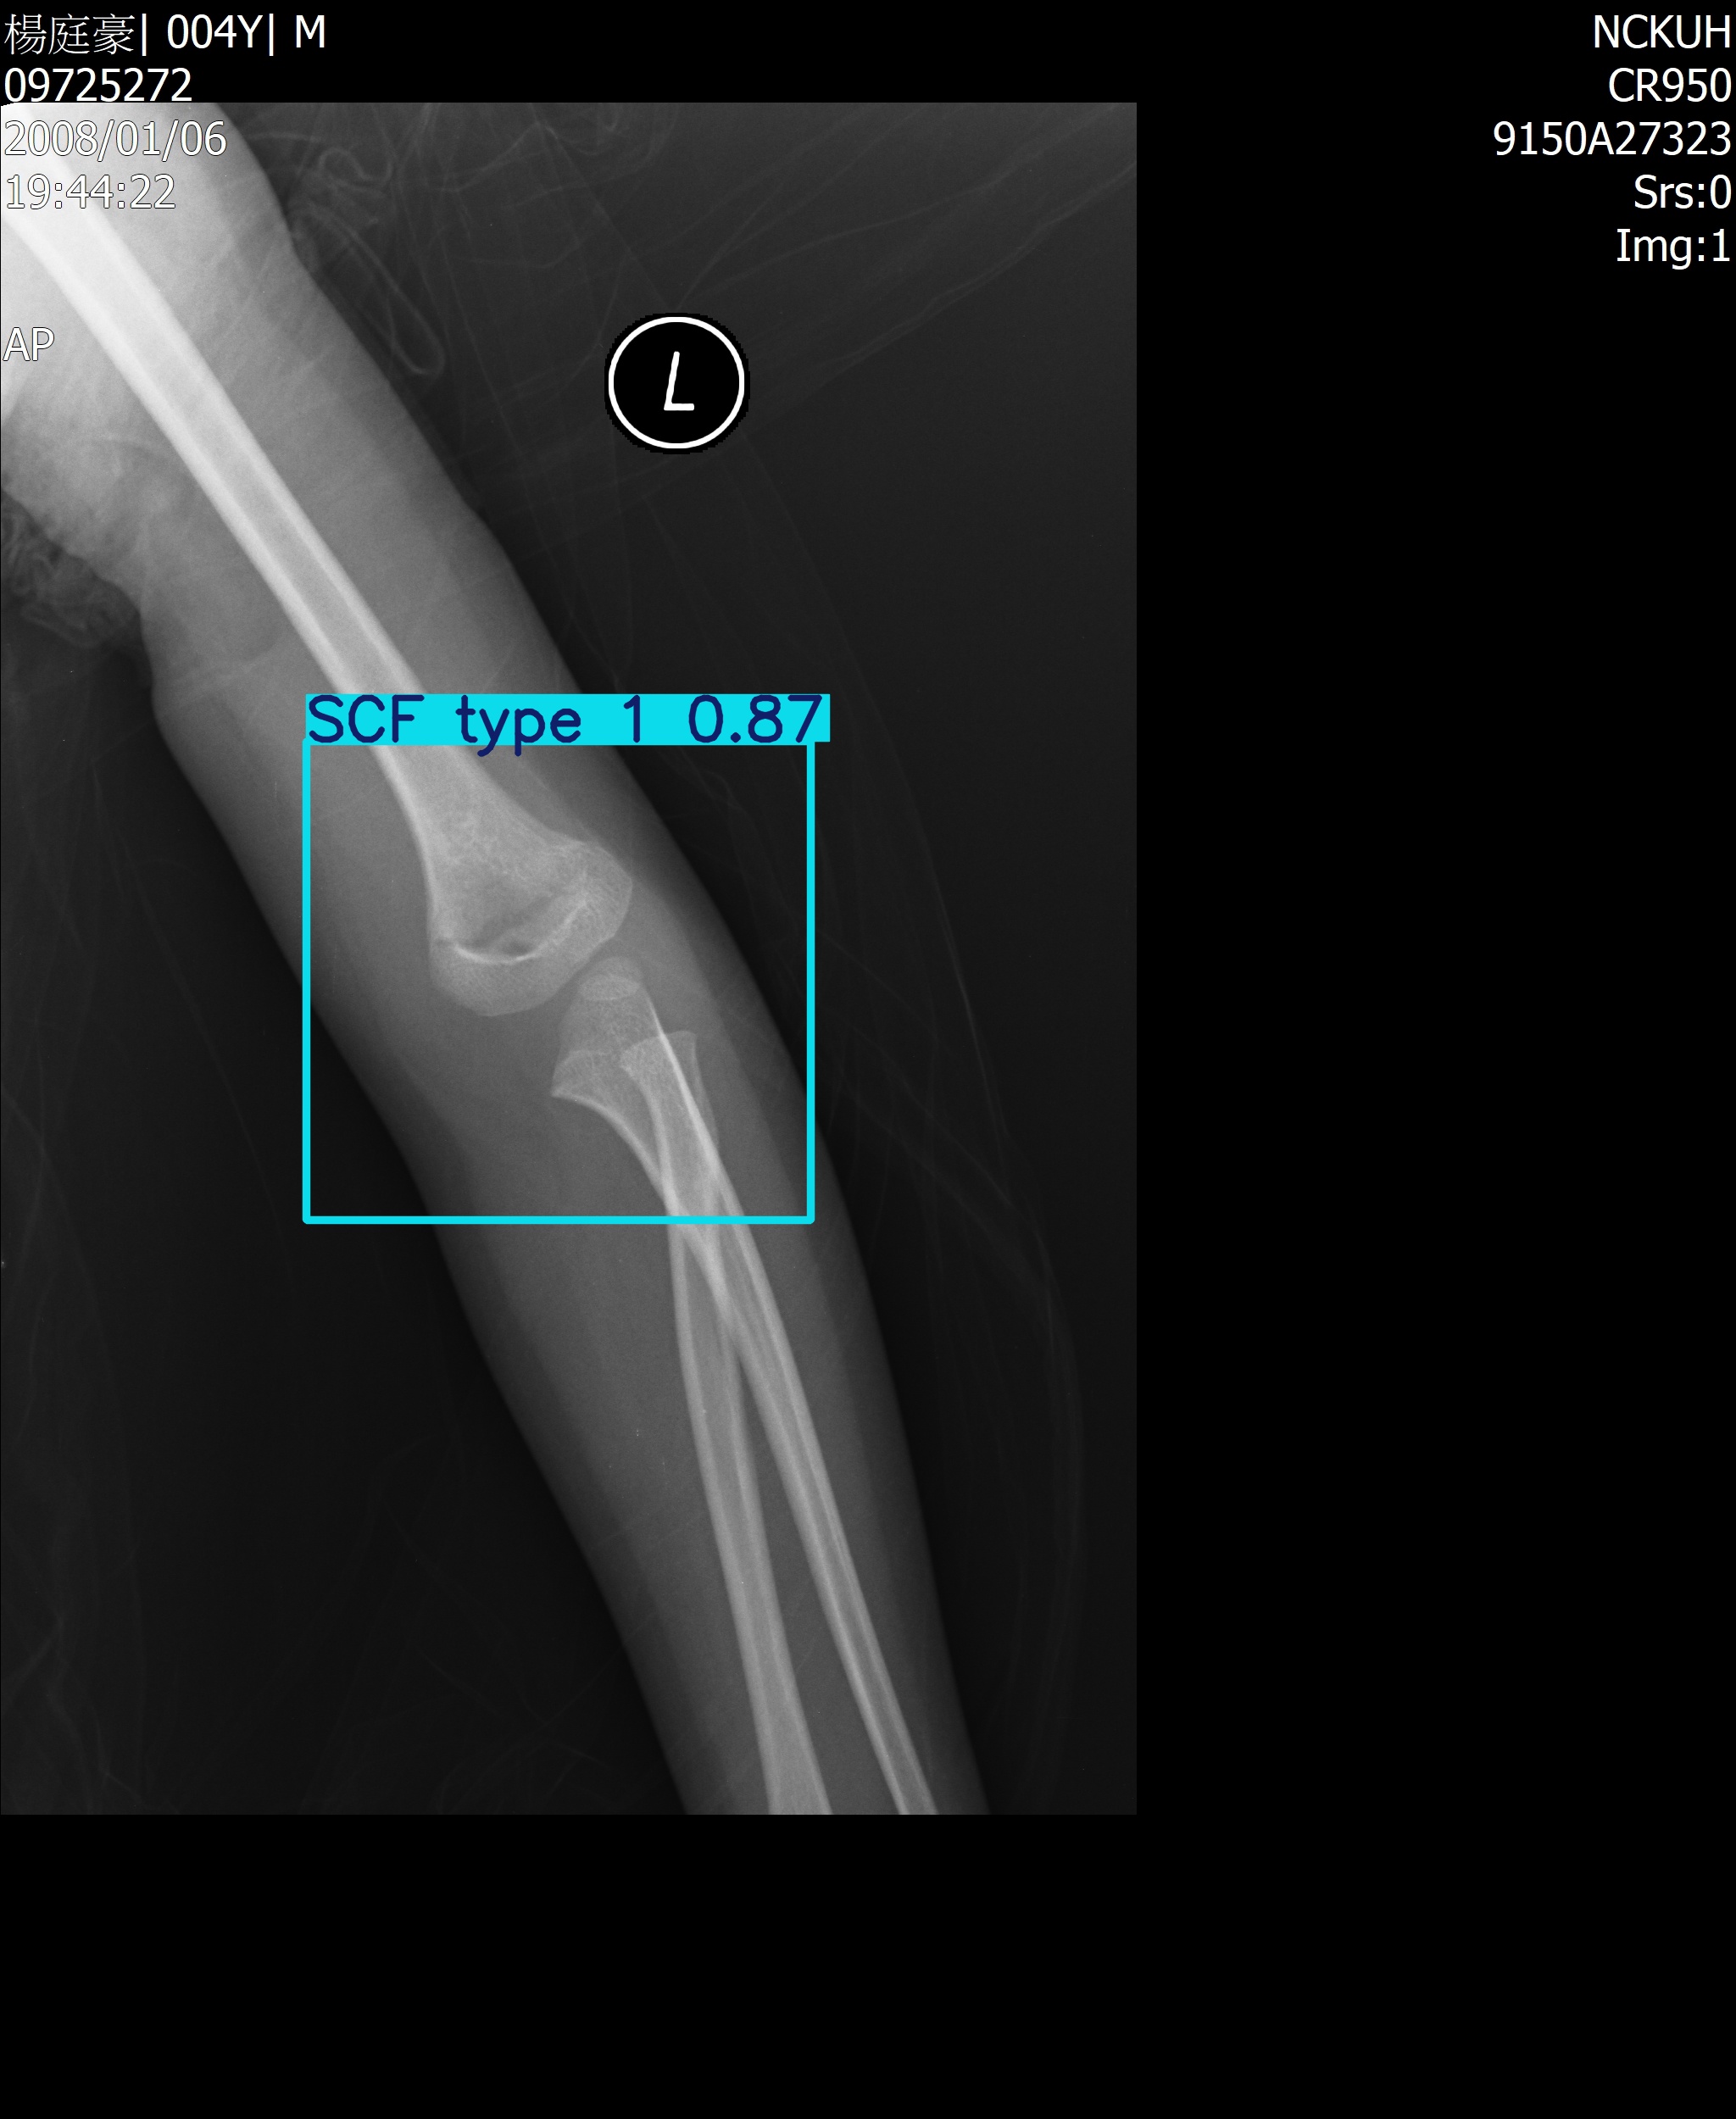 楊庭豪| 004Y| M
09725272
2008/01/06
19:44:22
AP
NCKUH
CR950
9150A27323
Srs:0
Img:1
L
SCF type 1 0.87